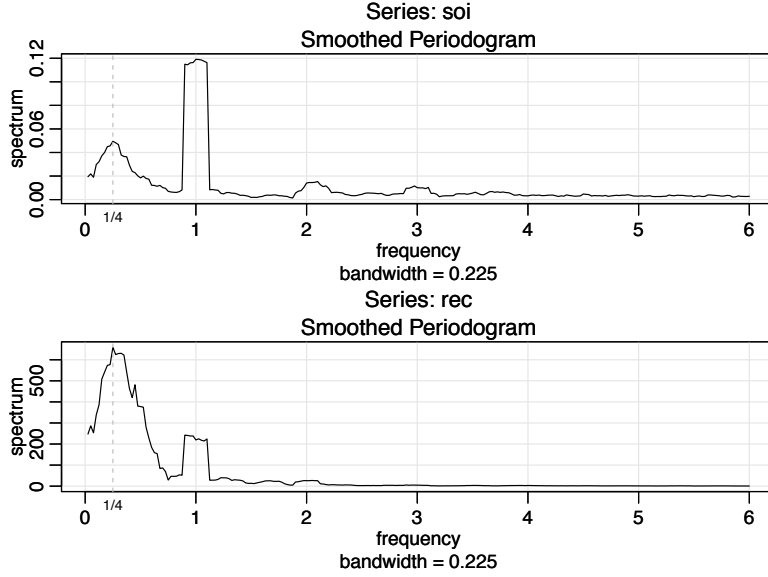 Series: soi
Smoothed Periodogram
0.12
0.06
0.00
spectrum
0 1 2 3 4 5 6
1/4
frequency
bandwidth = 0.225
Series: rec
Smoothed Periodogram
500
200
0
spectrum
0 1 2 3 4 5 6
1/4
frequency
bandwidth = 0.225